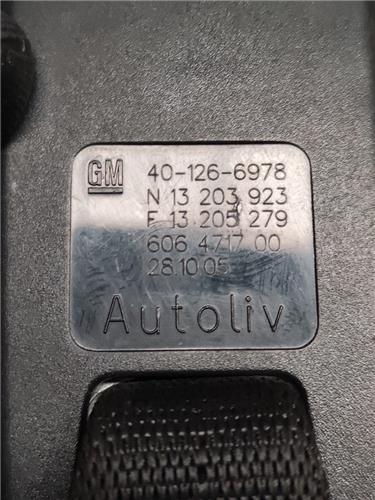 GM 40-126-6978
N 13 203 923
F 13 205 279
606 4717 00
28.10.05
Autoliv